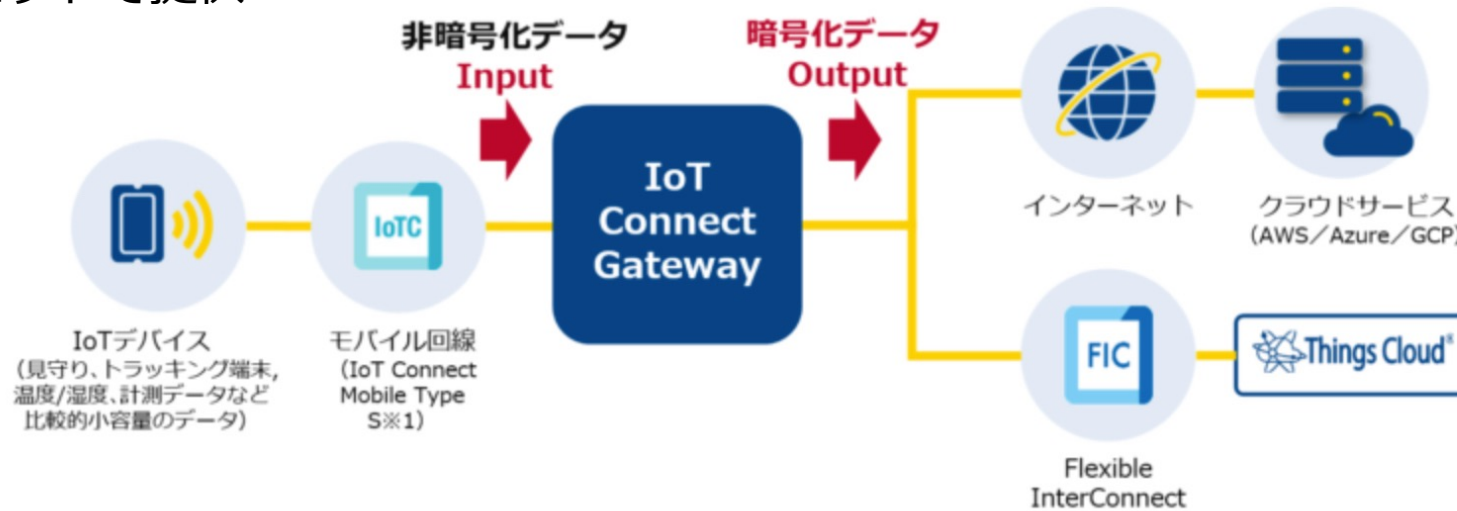 非暗号化データ
Input
暗号化データ
Output
IoT
Connect
Gateway
IoTC
IoTデバイス
（見守り、トラッキング端末,
温度/湿度、計測データなど
比較的小容量のデータ）
モバイル回線
（IoT Connect
Mobile Type
S※1）
インターネット
クラウドサービス
（AWS／Azure／GCP）
FIC
Flexible
InterConnect
Things Cloud®